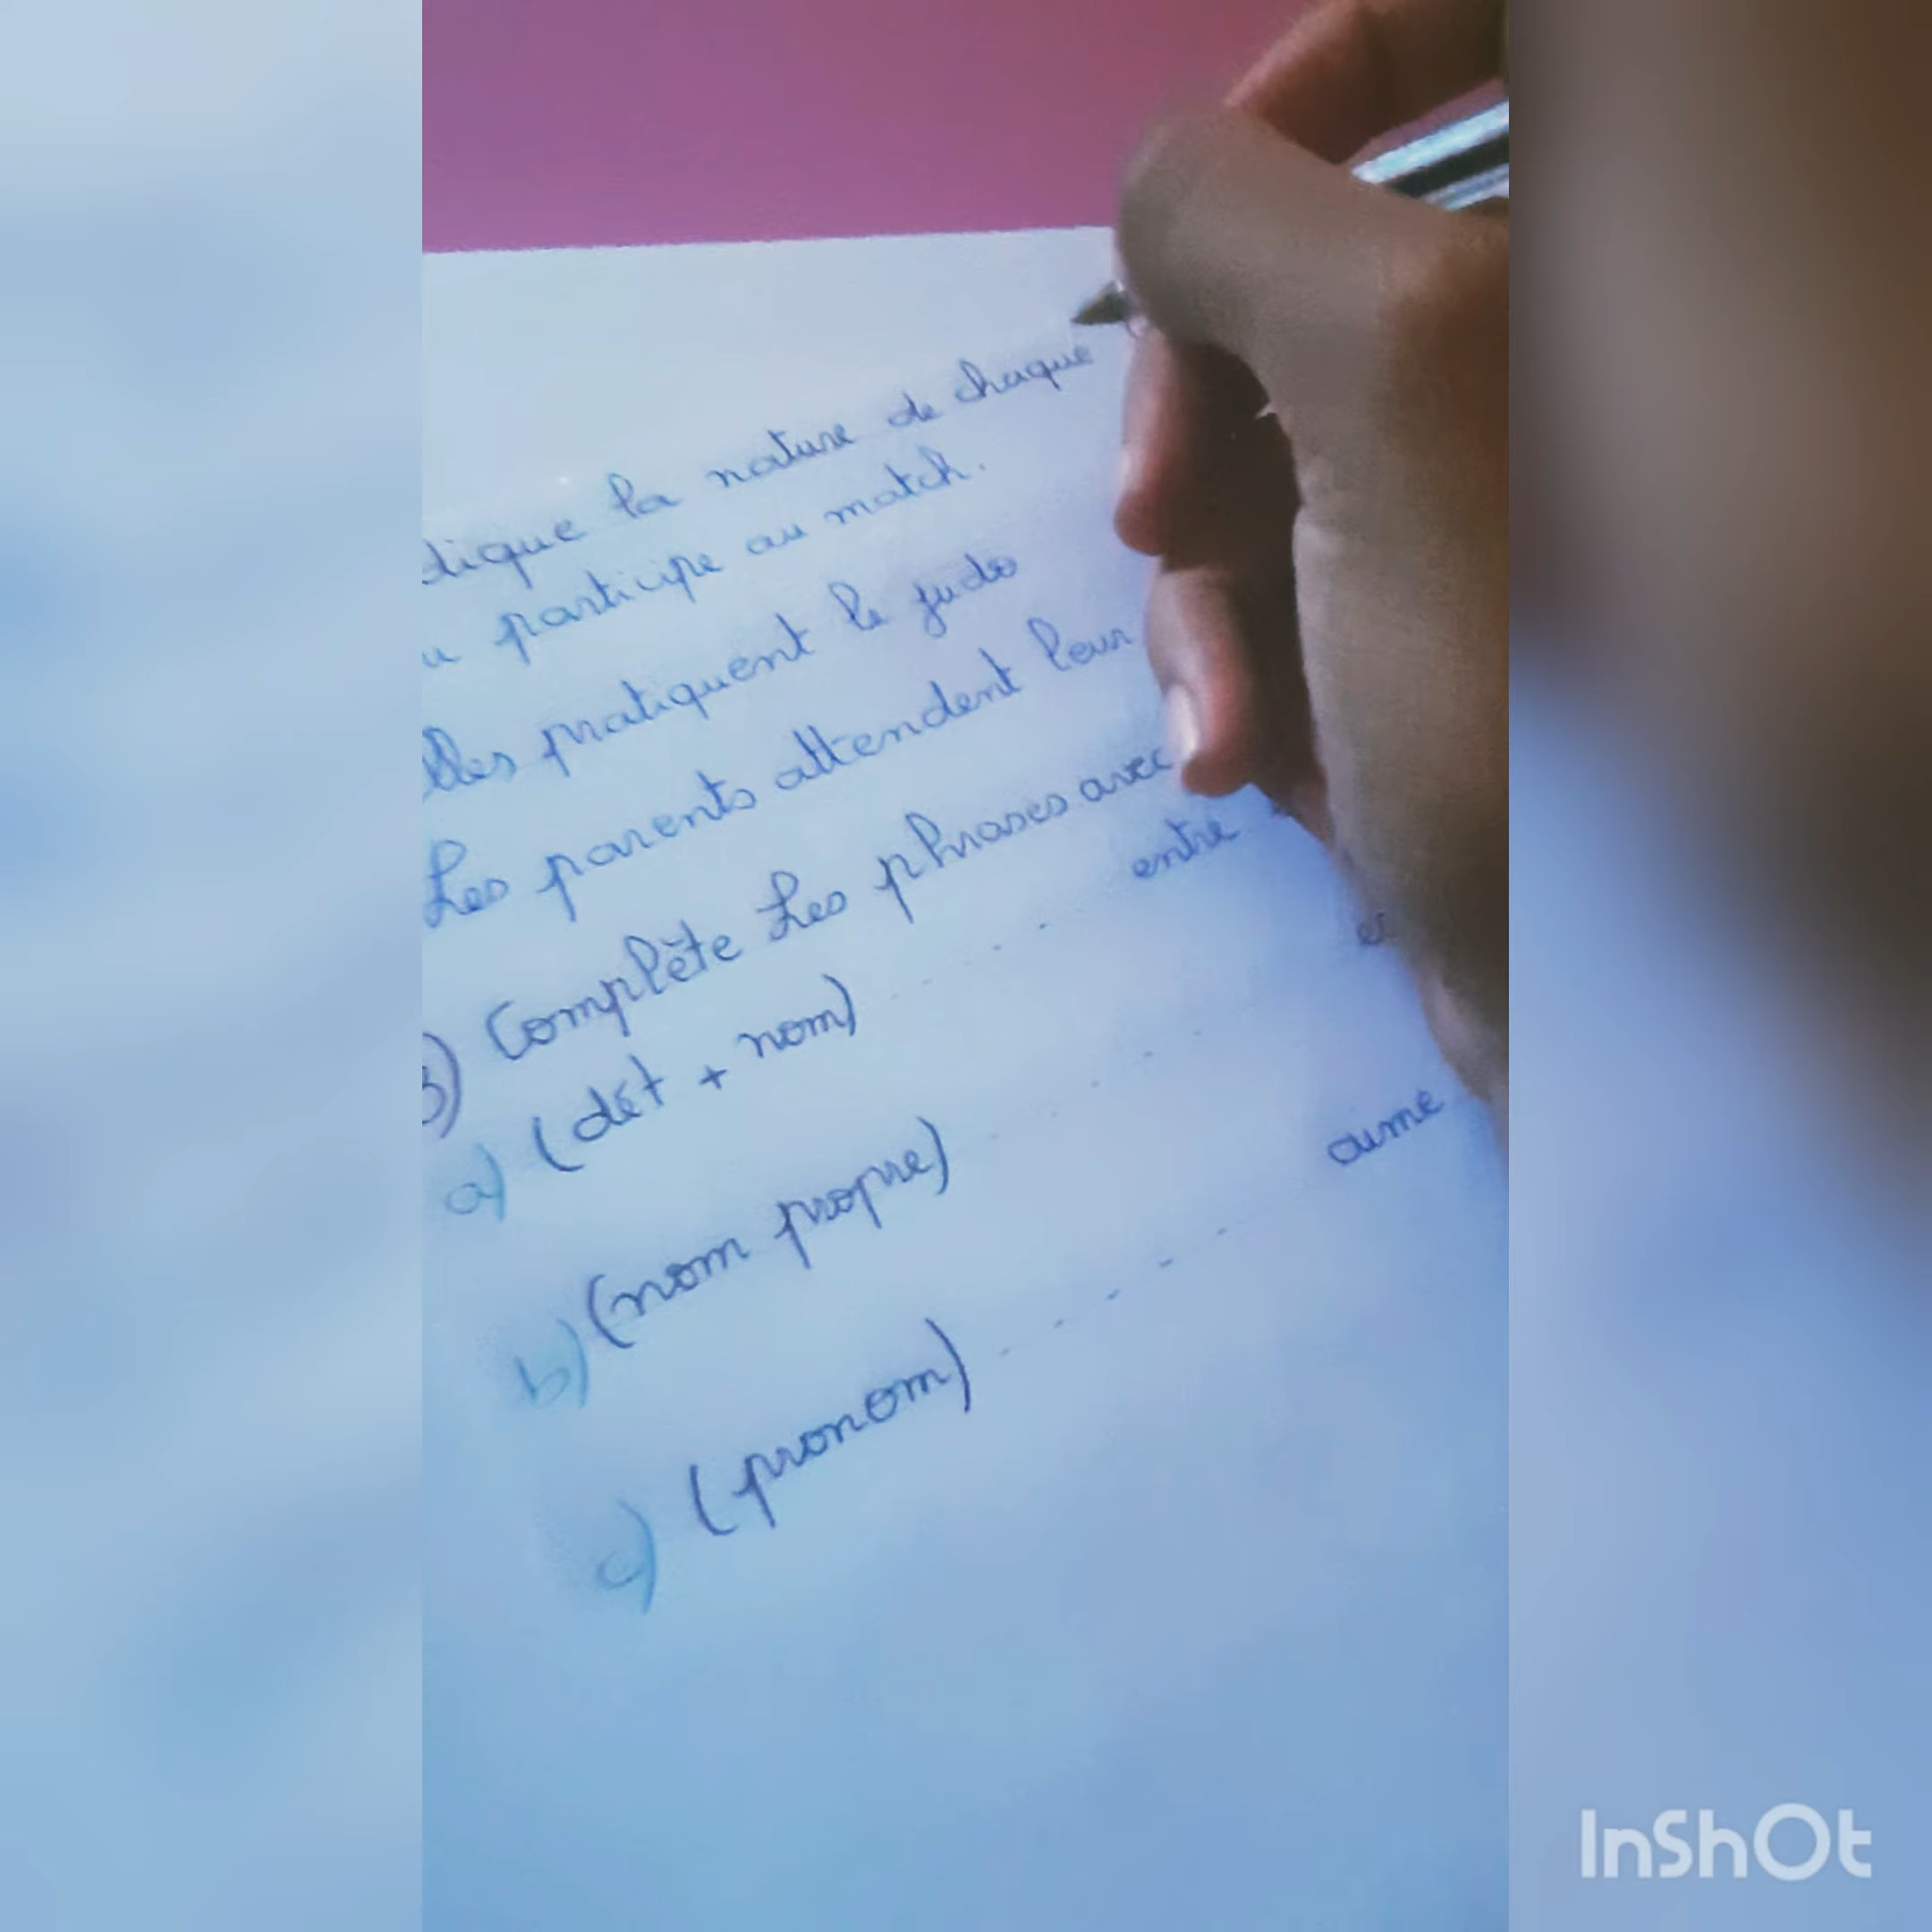 dique la nature de chaque
participe au match.
lles pratiquent le judo
Les parents attendent leur
3) Complète Les phrases avec
a) (dét + nom) ........ entre
b) (nom propre) ........
c) (pronom) ........ aime
InShOt